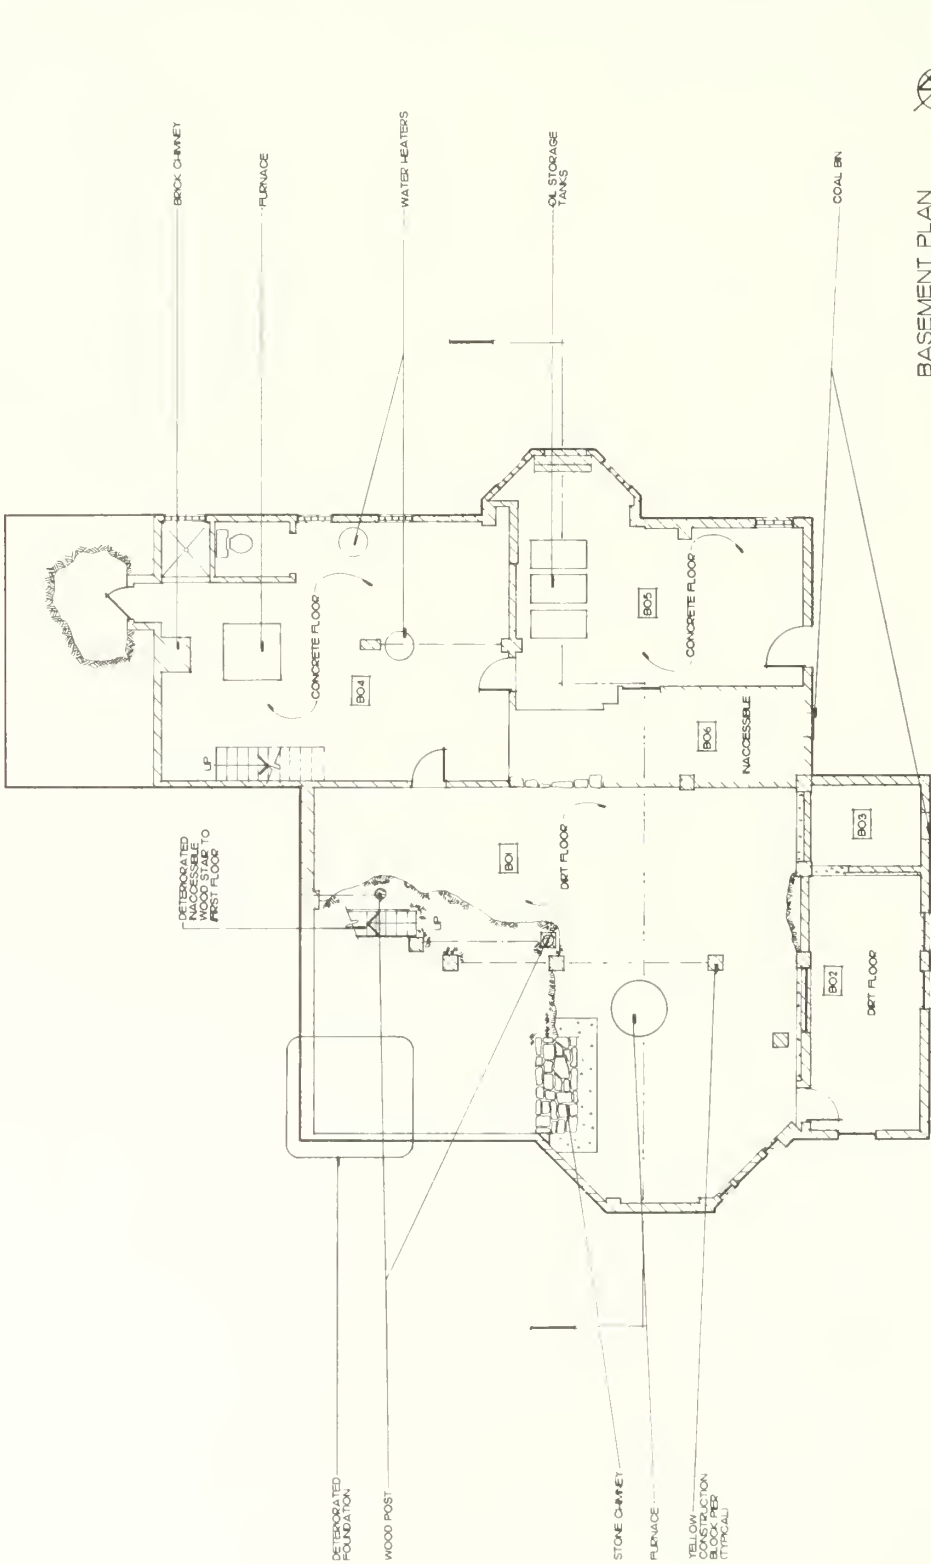 BRICK CHIMNEY
FURNACE
WATER HEATERS
OIL STORAGE
TANKS
COAL BIN
BASEMENT PLAN
CONCRETE FLOOR
B04
UP
B05
CONCRETE FLOOR
B06
INACCESSIBLE
DETERIORATED
INACCESSIBLE
WOOD STAIR TO
FIRST FLOOR
B01
DIRT FLOOR
B03
UP
UP
B02
DIRT FLOOR
DETERIORATED
FOUNDATION
WOOD POST
STONE CHIMNEY
FURNACE
YELLOW
CONSTRUCTION
BLOCK PIER
(TYPICAL)